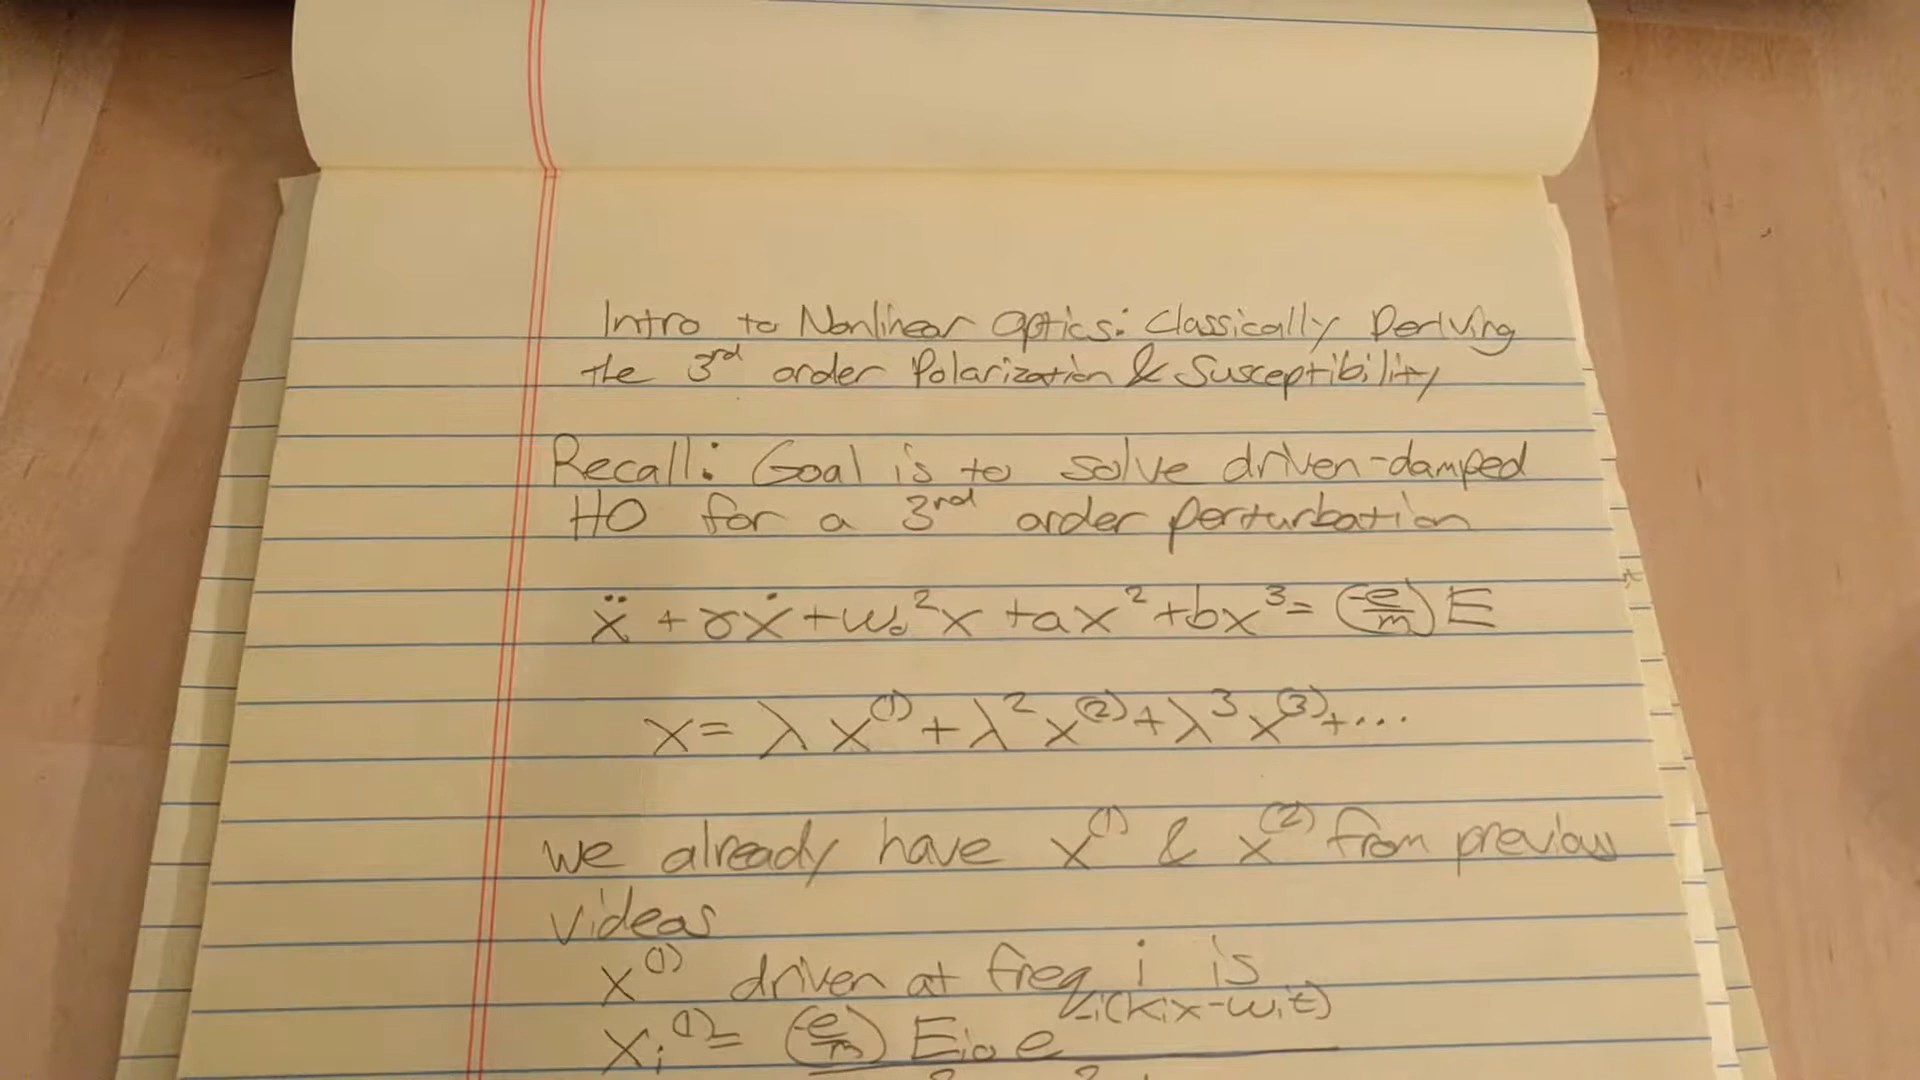 Intro to Nonlinear Optics: Classically Deriving
the 3rd order Polarization & Susceptibility
Recall: Goal is to solve driven-damped
HO for a 3rd order perturbation
ẍ + γẋ + ω₀²x + ax² + bx³ = (-e/m) E
x = λx⁽¹⁾ + λ²x⁽²⁾ + λ³x⁽³⁾ + ...
we already have x⁽¹⁾ & x⁽²⁾ from previous
videos
x⁽¹⁾ driven at freq i is
xᵢ⁽¹⁾ = (-e/m) Eᵢ₀ e^-i(kᵢx-ωᵢt)